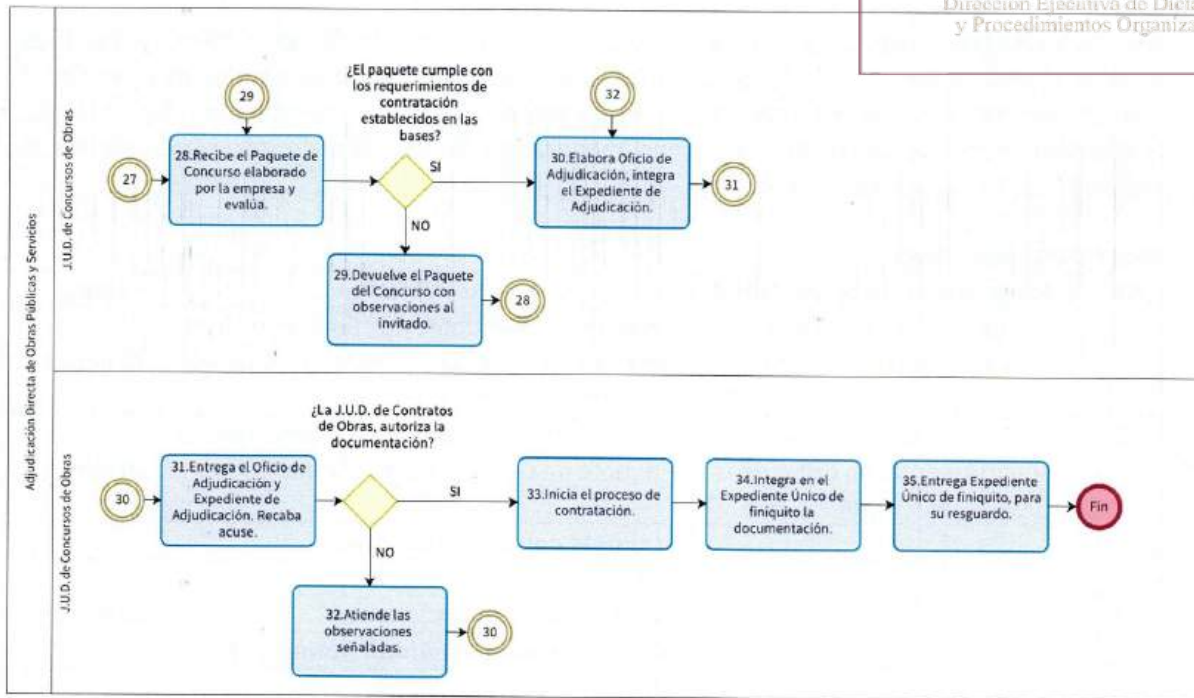 Dirección Ejecutiva de
y Procedimientos
Adjudicación Directa de Obras Públicas y Servicios
J.U.D. de Concursos de Obras
¿El paquete cumple con
los requerimientos de
contratación
establecidos en las
bases?
29
32
27
28.Recibe el Paquete de
Concurso elaborado
por la empresa y
evalúa.
SI
30.Elabora Oficio de
Adjudicación, integra
el Expediente de
Adjudicación.
31
NO
29.Devuelve el Paquete
del Concurso con
observaciones al
invitado.
28
J.U.D. de Concursos de Obras
¿La J.U.D. de Contratos
de Obras, autoriza la
documentación?
30
31.Entrega el Oficio de
Adjudicación y
Expediente de
Adjudicación. Recaba
acuse.
SI
33.Inicia el proceso de
contratación.
34.Integra en el
Expediente Único de
finiquito la
documentación.
35.Entrega Expediente
Único de finiquito, para
su resguardo.
Fin
NO
32.Atiende las
observaciones
señaladas.
30